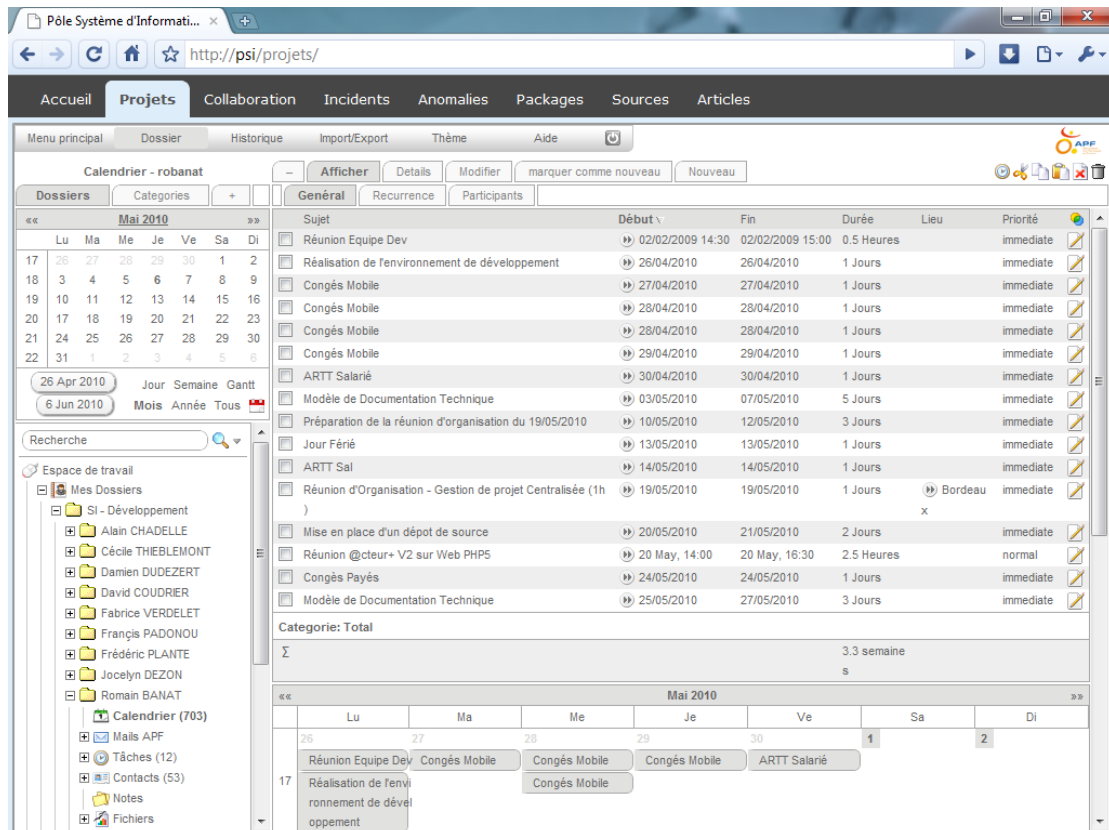 Pôle Système d'Informati...
http://psi/projets/
Accueil Projets Collaboration Incidents Anomalies Packages Sources Articles
Menu principal Dossier Historique Import/Export Thème Aide
APF
Calendrier - robanat
– Afficher Details Modifier marquer comme nouveau Nouveau
Dossiers Categories +
Général Recurrence Participants
«« Mai 2010 »»
Lu Ma Me Je Ve Sa Di
17 26 27 28 29 30 1 2
18 3 4 5 6 7 8 9
19 10 11 12 13 14 15 16
20 17 18 19 20 21 22 23
21 24 25 26 27 28 29 30
22 31 1 2 3 4 5 6
26 Apr 2010 Jour Semaine Gantt
6 Jun 2010 Mois Année Tous
Recherche
Espace de travail
Mes Dossiers
SI - Développement
Alain CHADELLE
Cécile THIEBLEMONT
Damien DUDEZERT
David COUDRIER
Fabrice VERDELET
Françis PADONOU
Frédéric PLANTE
Jocelyn DEZON
Romain BANAT
Calendrier (703)
Mails APF
Tâches (12)
Contacts (53)
Notes
Fichiers
Sujet Début Fin Durée Lieu Priorité
Réunion Equipe Dev 02/02/2009 14:30 02/02/2009 15:00 0.5 Heures immediate
Réalisation de l'environnement de développement 26/04/2010 26/04/2010 1 Jours immediate
Congés Mobile 27/04/2010 27/04/2010 1 Jours immediate
Congés Mobile 28/04/2010 28/04/2010 1 Jours immediate
Congés Mobile 28/04/2010 28/04/2010 1 Jours immediate
Congés Mobile 29/04/2010 29/04/2010 1 Jours immediate
ARTT Salarié 30/04/2010 30/04/2010 1 Jours immediate
Modèle de Documentation Technique 03/05/2010 07/05/2010 5 Jours immediate
Préparation de la réunion d'organisation du 19/05/2010 10/05/2010 12/05/2010 3 Jours immediate
Jour Férié 13/05/2010 13/05/2010 1 Jours immediate
ARTT Sal 14/05/2010 14/05/2010 1 Jours immediate
Réunion d'Organisation - Gestion de projet Centralisée (1h 19/05/2010 19/05/2010 1 Jours Bordeau immediate
) x
Mise en place d'un dépot de source 20/05/2010 21/05/2010 2 Jours immediate
Réunion @cteur+ V2 sur Web PHP5 20 May, 14:00 20 May, 16:30 2.5 Heures normal
Congès Payés 24/05/2010 24/05/2010 1 Jours immediate
Modèle de Documentation Technique 25/05/2010 27/05/2010 3 Jours immediate
Categorie: Total
Σ 3.3 semaine
s
«« Mai 2010 »»
Lu Ma Me Je Ve Sa Di
26 27 28 29 30 1 2
Réunion Equipe Dev Congés Mobile Congés Mobile Congés Mobile ARTT Salarié
17 Réalisation de l'envi Congés Mobile
ronnement de dével
oppement